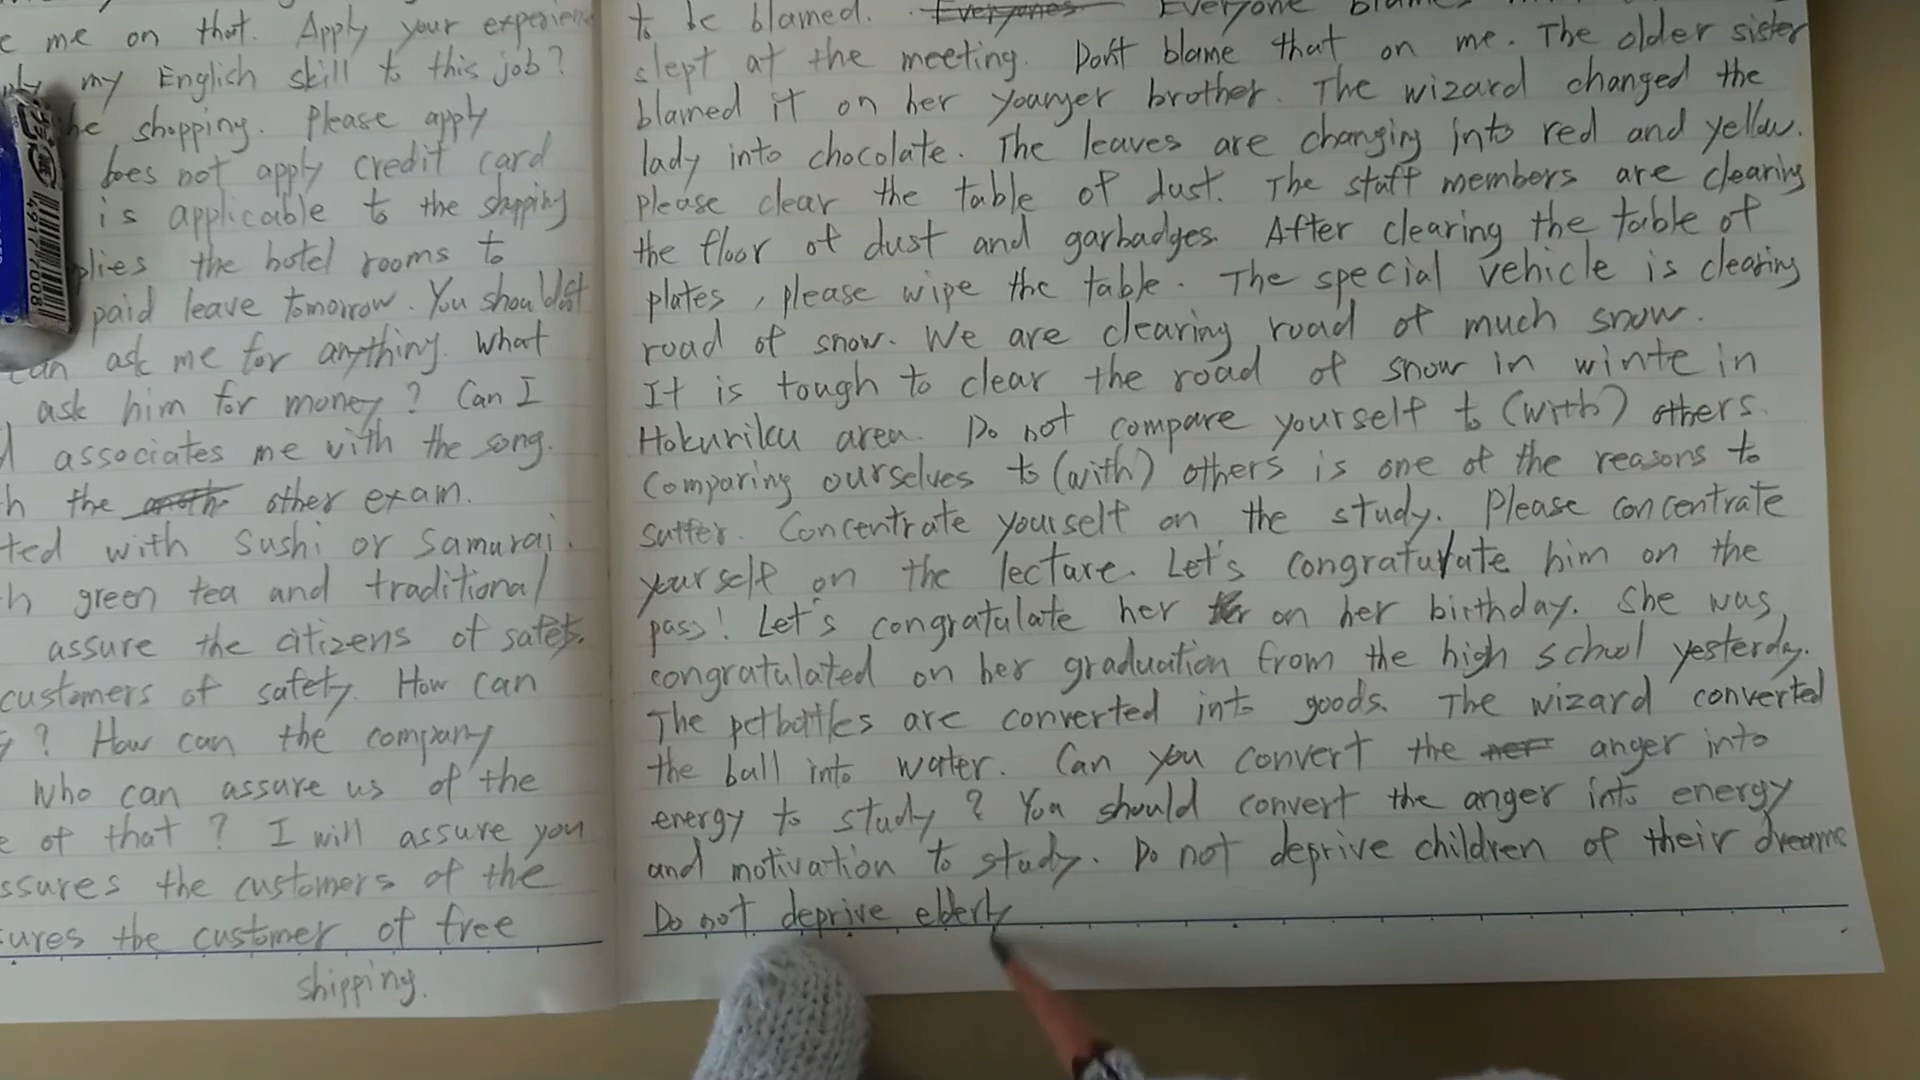 e me on that. Apply your experien
my English skill to this job?
he shopping. Please apply
does not apply credit card
is applicable to the shipping
plies the hotel rooms to
paid leave tomorrow. You shouldn't
can ask me for anything. What
ask him for money? Can I
associates me with the song.
h the other exam.
ted with sushi or samurai.
h green tea and traditional
assure the citizens of safety.
customers of safety. How can
y? How can the company
Who can assure us of the
e of that? I will assure you
ssures the customers of the
sures the customer of free
shipping.
4917008
to be blamed. Everyones Everyone
slept at the meeting. Don't blame that on me. The older sister
blamed it on her younger brother. The wizard changed the
lady into chocolate. The leaves are changing into red and yellow.
please clear the table of dust. The staff members are clearing
the floor of dust and garbadges. After clearing the table of
plates, please wipe the table. The special vehicle is clearing
road of snow. We are clearing road of much snow.
It is tough to clear the road of snow in winte in
Hokuriku area. Do not compare yourself to (with) others.
Comparing ourselves to (with) others is one of the reasons to
suffer. Concentrate yourself on the study. Please concentrate
yourself on the lecture. Let's congratulate him on the
pass! Let's congratulate her on her birthday. She was
congratulated on her graduation from the high school yesterday.
The petbottles are converted into goods. The wizard converted
the ball into water. Can you convert the anger into
energy to study? You should convert the anger into energy
and motivation to study. Do not deprive children of their dreams
Do not deprive elderly